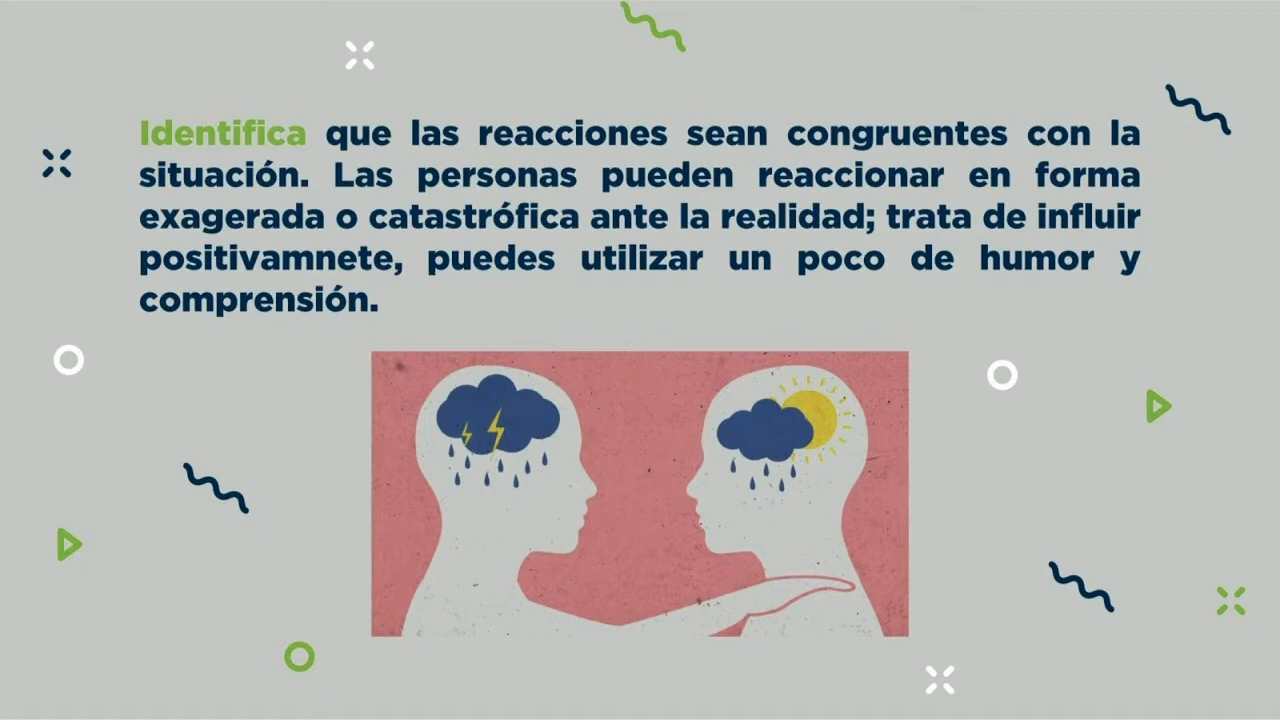 Identifica que las reacciones sean congruentes con la
situación. Las personas pueden reaccionar en forma
exagerada o catastrófica ante la realidad; trata de influir
positivamnete, puedes utilizar un poco de humor y
comprensión.